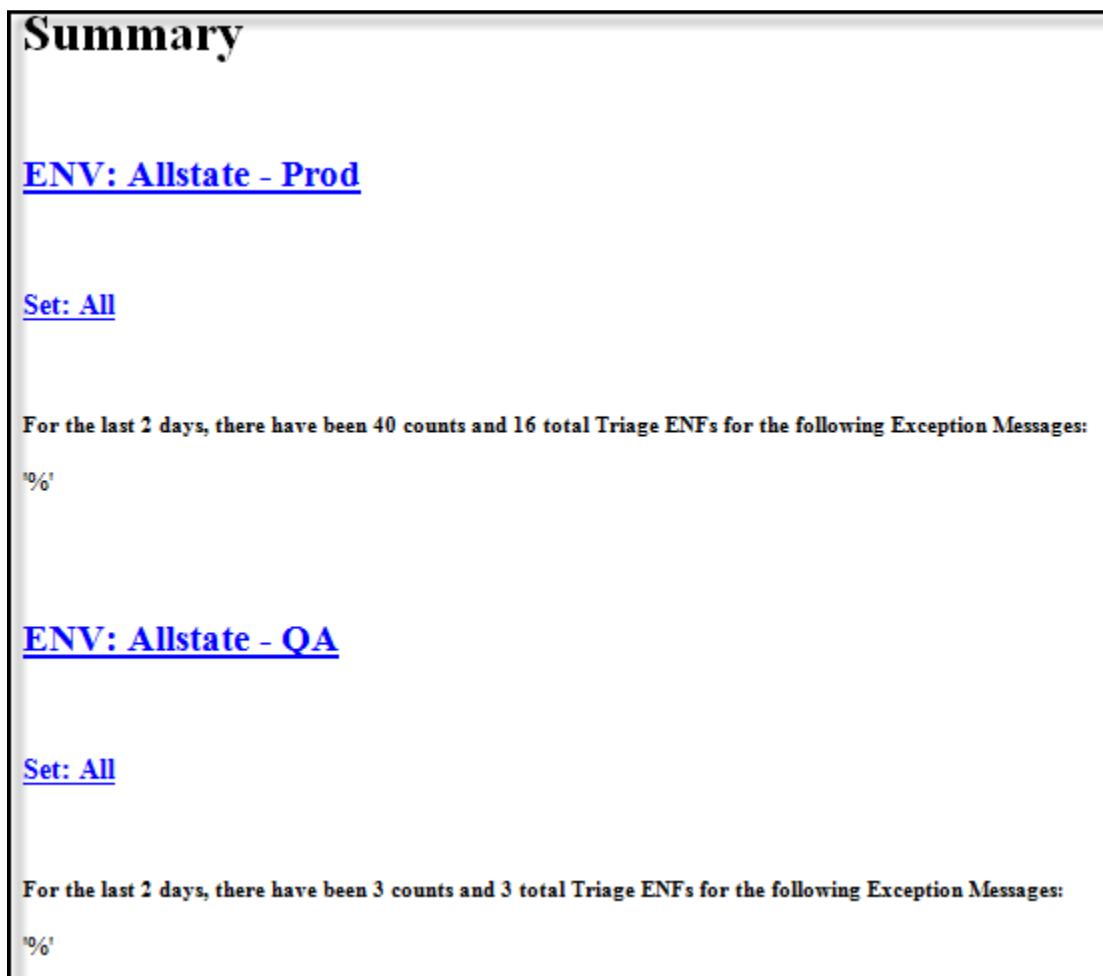 Summary
ENV: Allstate - Prod
Set: All
For the last 2 days, there have been 40 counts and 16 total Triage ENFs for the following Exception Messages:
'%'
ENV: Allstate - QA
Set: All
For the last 2 days, there have been 3 counts and 3 total Triage ENFs for the following Exception Messages:
'%'